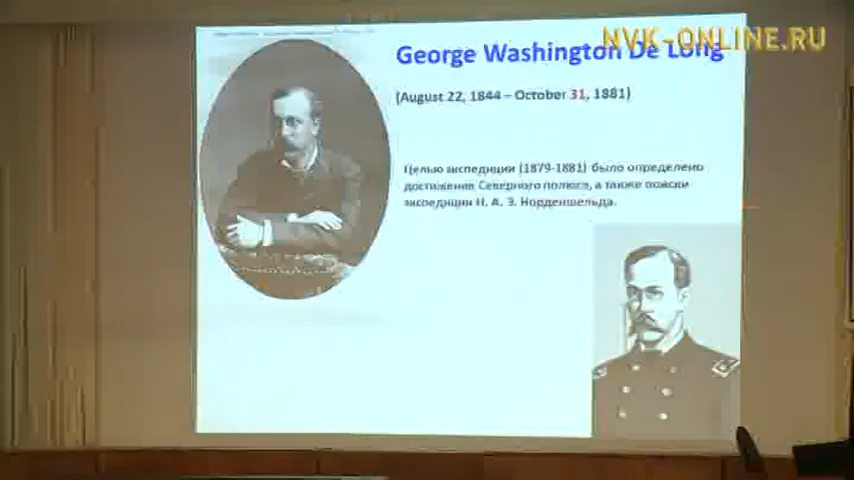 NVK-ONLINE.RU
George Washington De Long
(August 22, 1844 – October 31, 1881)
Целью экспедиции (1879-1881) было определено
достижение Северного полюса, а также поиски
экспедиции Н. А. Э. Норденшельда.